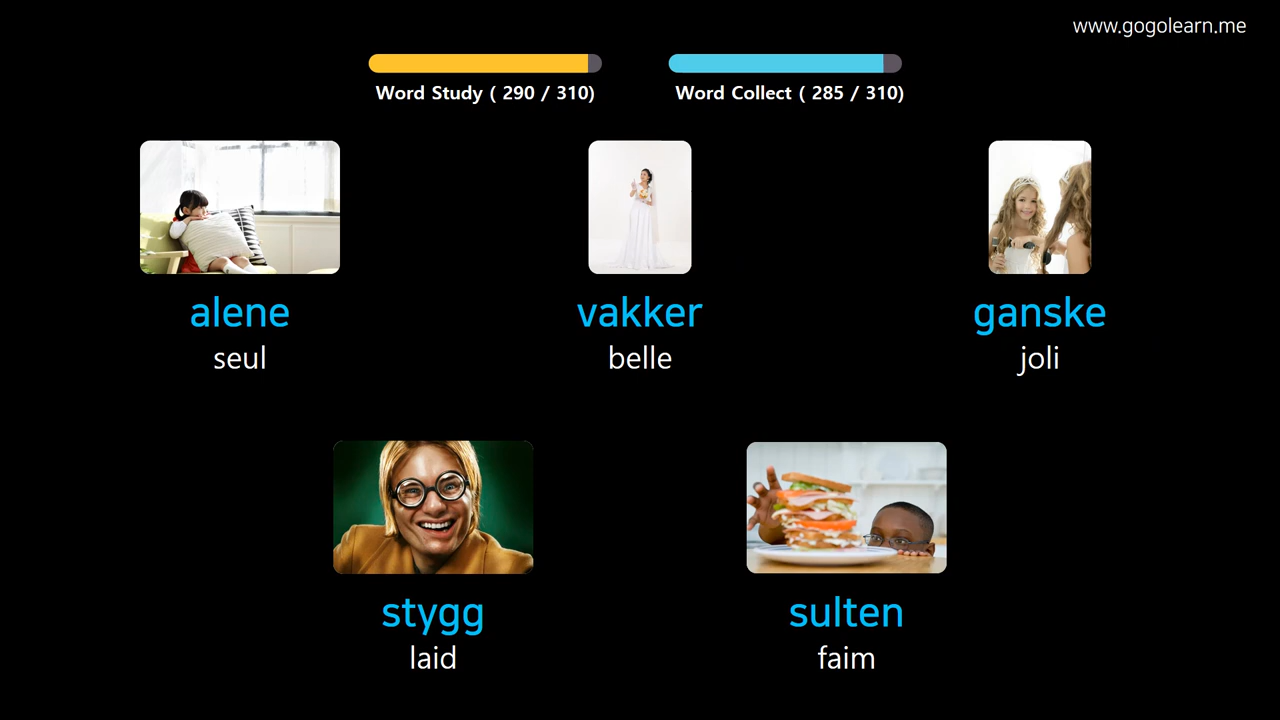 www.gogolearn.me
Word Study ( 290 / 310)
Word Collect ( 285 / 310)
alene
seul
vakker
belle
ganske
joli
stygg
laid
sulten
faim